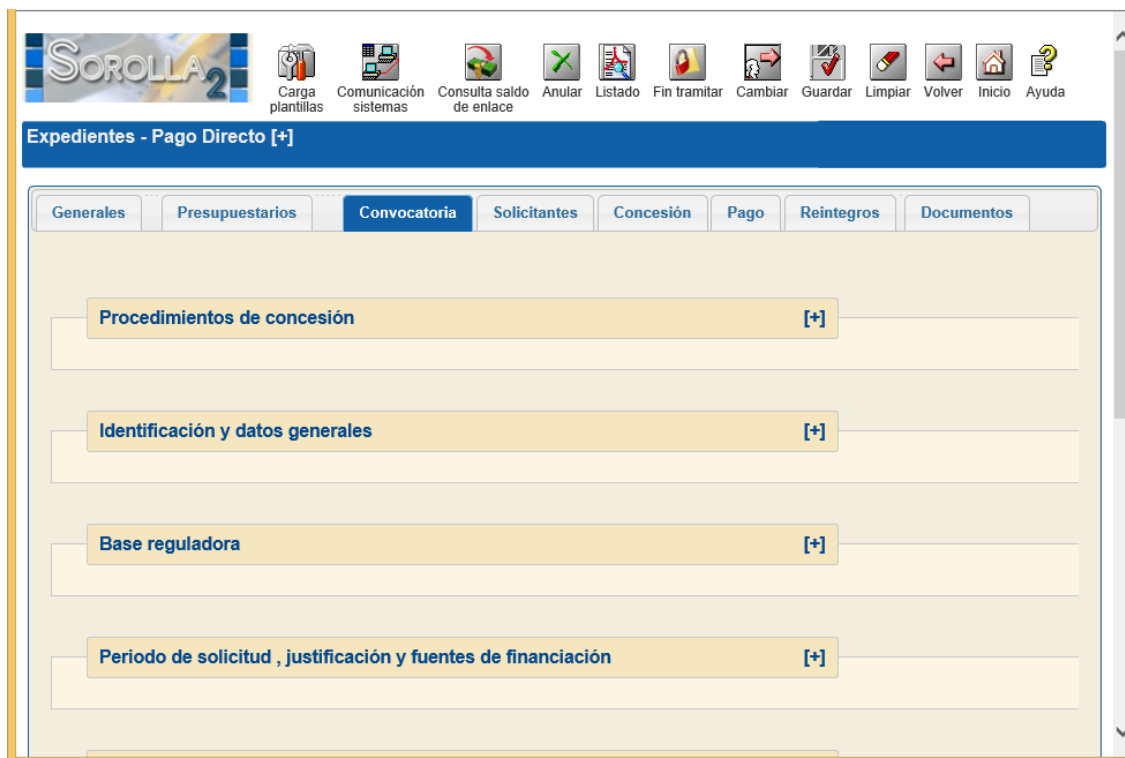 SOROLLA2
Carga plantillas
Comunicación sistemas
Consulta saldo de enlace
Anular
Listado
Fin tramitar
Cambiar
Guardar
Limpiar
Volver
Inicio
Ayuda
Expedientes - Pago Directo [+]
Generales
Presupuestarios
Convocatoria
Solicitantes
Concesión
Pago
Reintegros
Documentos
Procedimientos de concesión [+]
Identificación y datos generales [+]
Base reguladora [+]
Periodo de solicitud , justificación y fuentes de financiación [+]